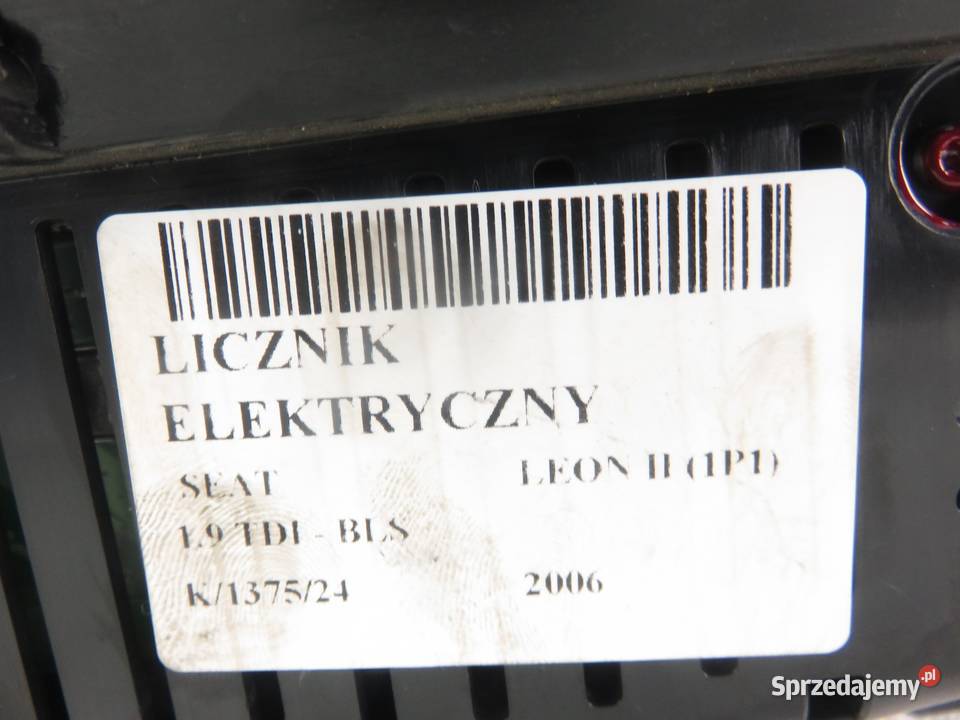 LICZNIK
ELEKTRYCZNY
SEAT LEON II (1P1)
1.9 TDI - BLS
K/1375/24 2006
Sprzedajemy.pl